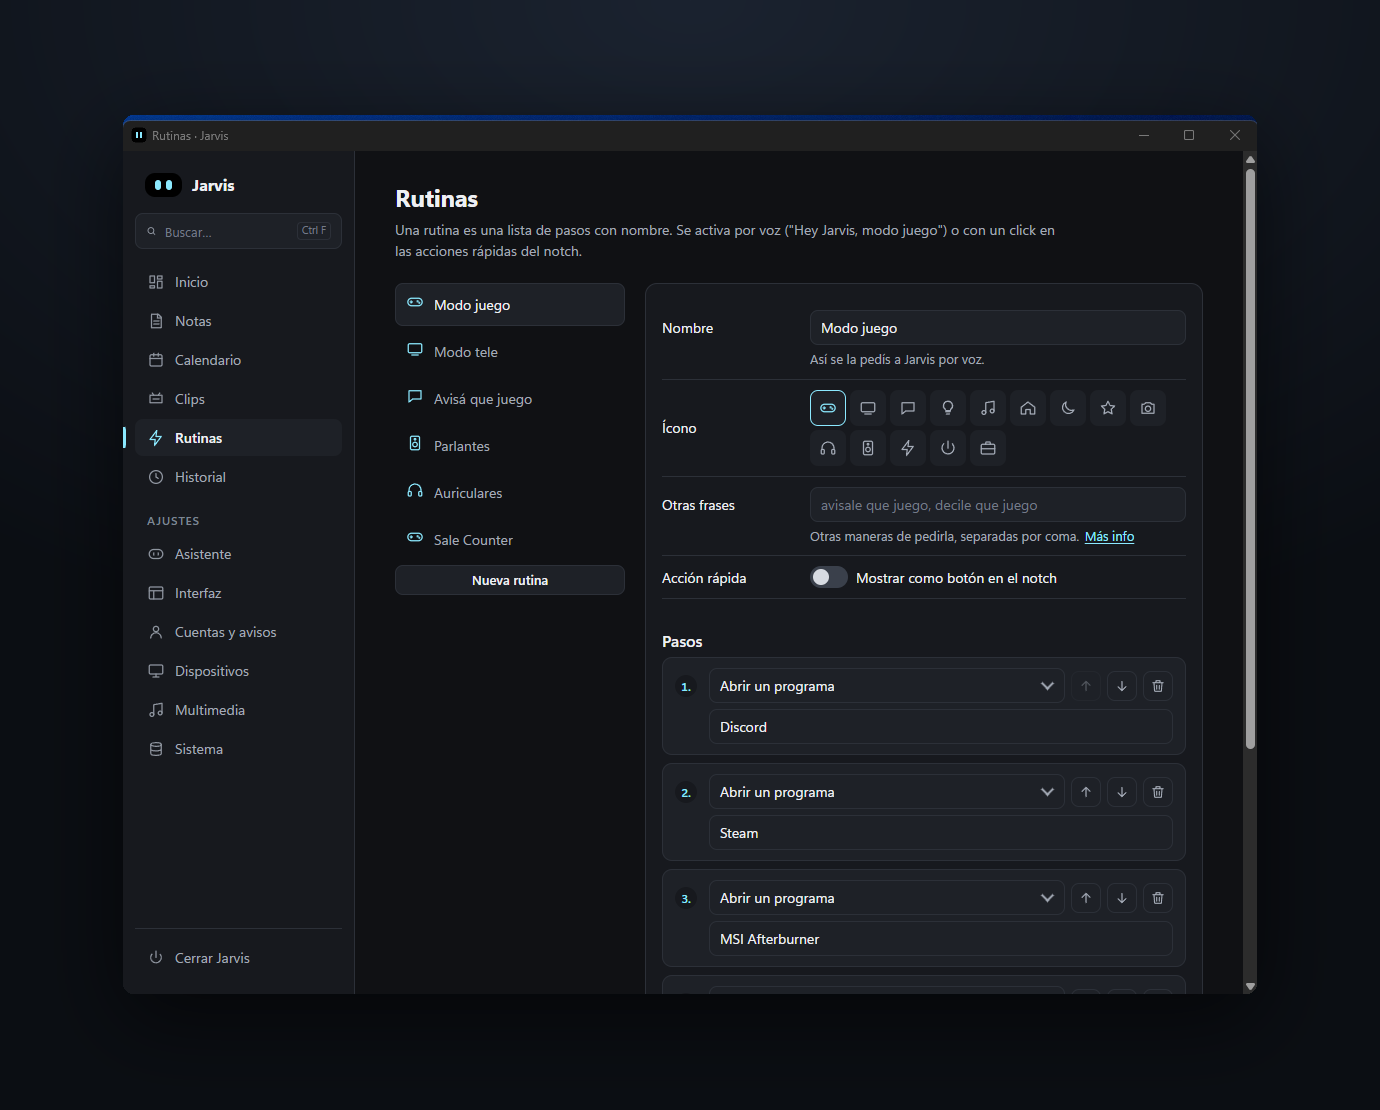 Rutinas · Jarvis
Jarvis
Buscar...
Ctrl F
Inicio
Notas
Calendario
Clips
Rutinas
Historial
AJUSTES
Asistente
Interfaz
Cuentas y avisos
Dispositivos
Multimedia
Sistema
Cerrar Jarvis
Rutinas
Una rutina es una lista de pasos con nombre. Se activa por voz ("Hey Jarvis, modo juego") o con un click en
las acciones rápidas del notch.
Modo juego
Modo tele
Avisá que juego
Parlantes
Auriculares
Sale Counter
Nueva rutina
Nombre
Modo juego
Así se la pedís a Jarvis por voz.
Ícono
Otras frases
avisale que juego, decile que juego
Otras maneras de pedirla, separadas por coma. Más info
Acción rápida
Mostrar como botón en el notch
Pasos
1.
Abrir un programa
Discord
2.
Abrir un programa
Steam
3.
Abrir un programa
MSI Afterburner